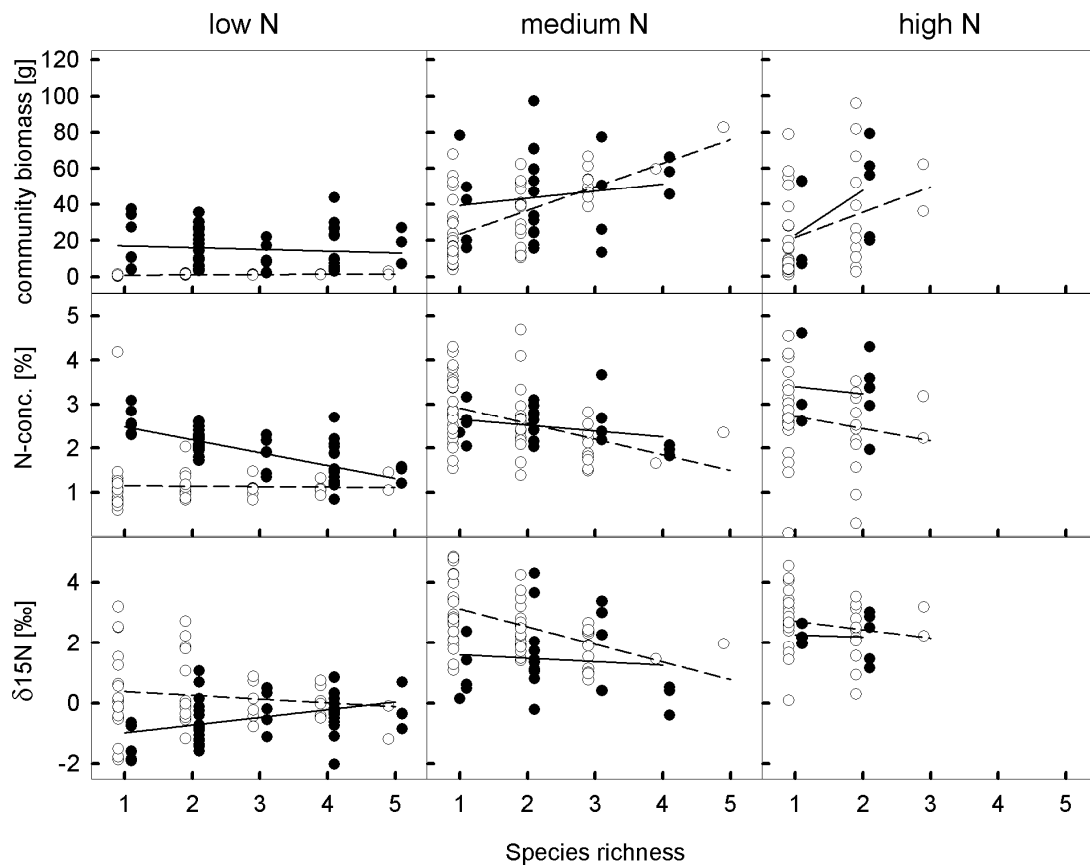 low N medium N high N
community biomass [g]
120
100
80
60
40
20
0
N-conc. [%]
5
4
3
2
1
δ15N [‰]
4
2
0
-2
1 2 3 4 5 1 2 3 4 5 1 2 3 4 5
Species richness